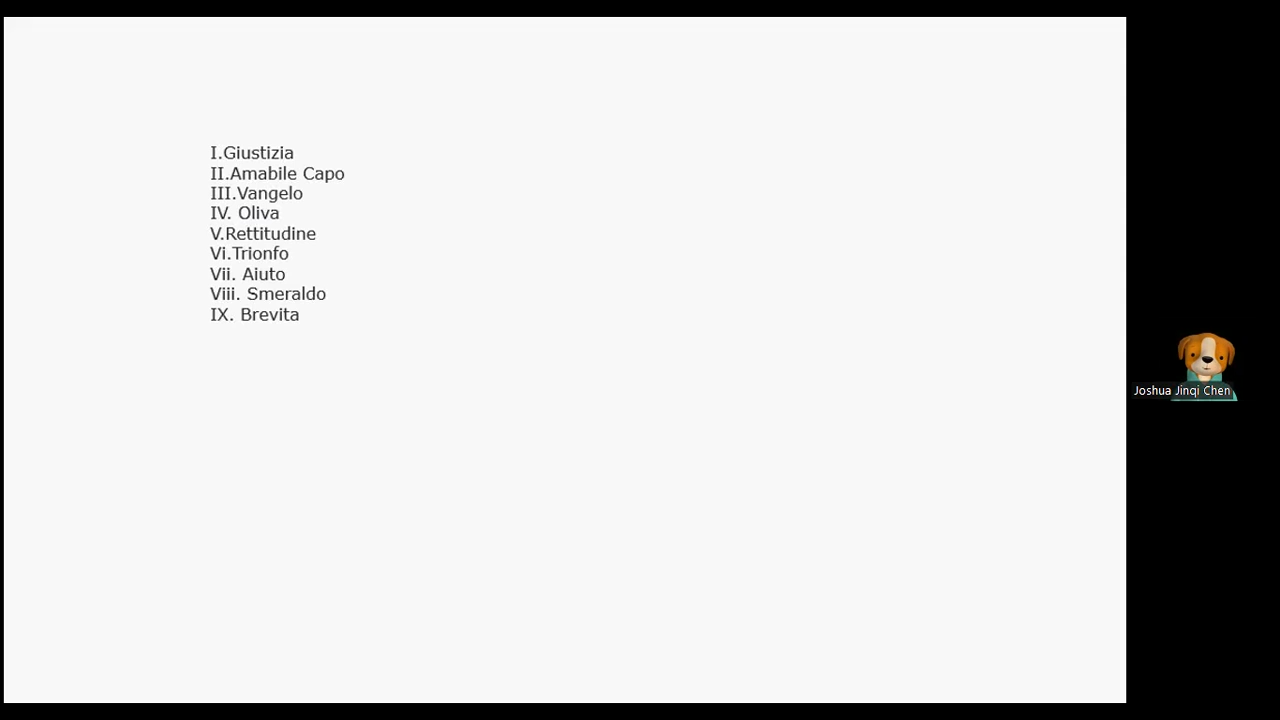 I.Giustizia
II.Amabile Capo
III.Vangelo
IV. Oliva
V.Rettitudine
Vi.Trionfo
Vii. Aiuto
Viii. Smeraldo
IX. Brevita
Joshua Jinqi Chen